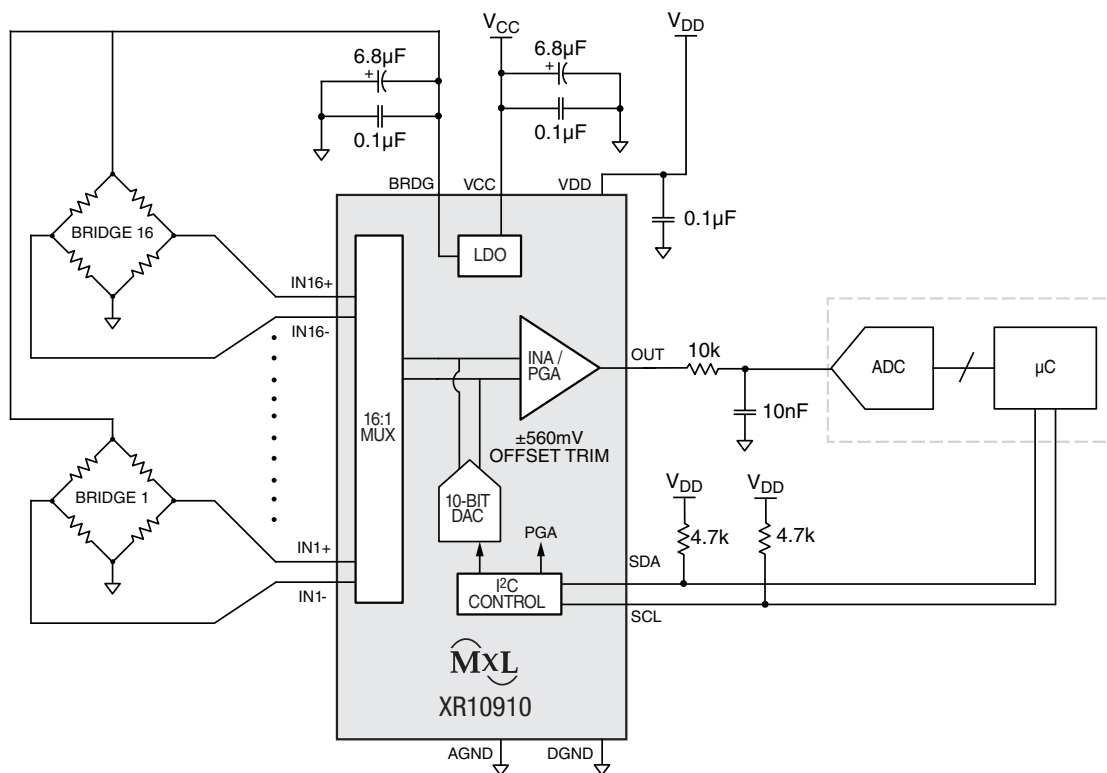 VCC
VDD
6.8µF
+
0.1µF
6.8µF
+
0.1µF
BRDG
VCC
VDD
0.1µF
BRIDGE 16
LDO
IN16+
IN16-
INA /
PGA
OUT
10k
ADC
µC
10nF
16:1
MUX
±560mV
OFFSET TRIM
BRIDGE 1
10-BIT
DAC
PGA
VDD
VDD
4.7k
4.7k
IN1+
IN1-
I²C
CONTROL
SDA
SCL
MXL
XR10910
AGND
DGND